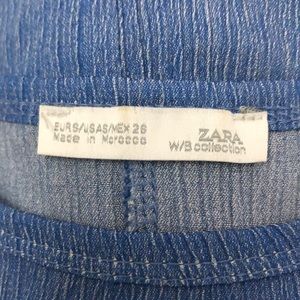 EUR S/USA S/MEX 26
Made in Morocco
ZARA
W/B collection